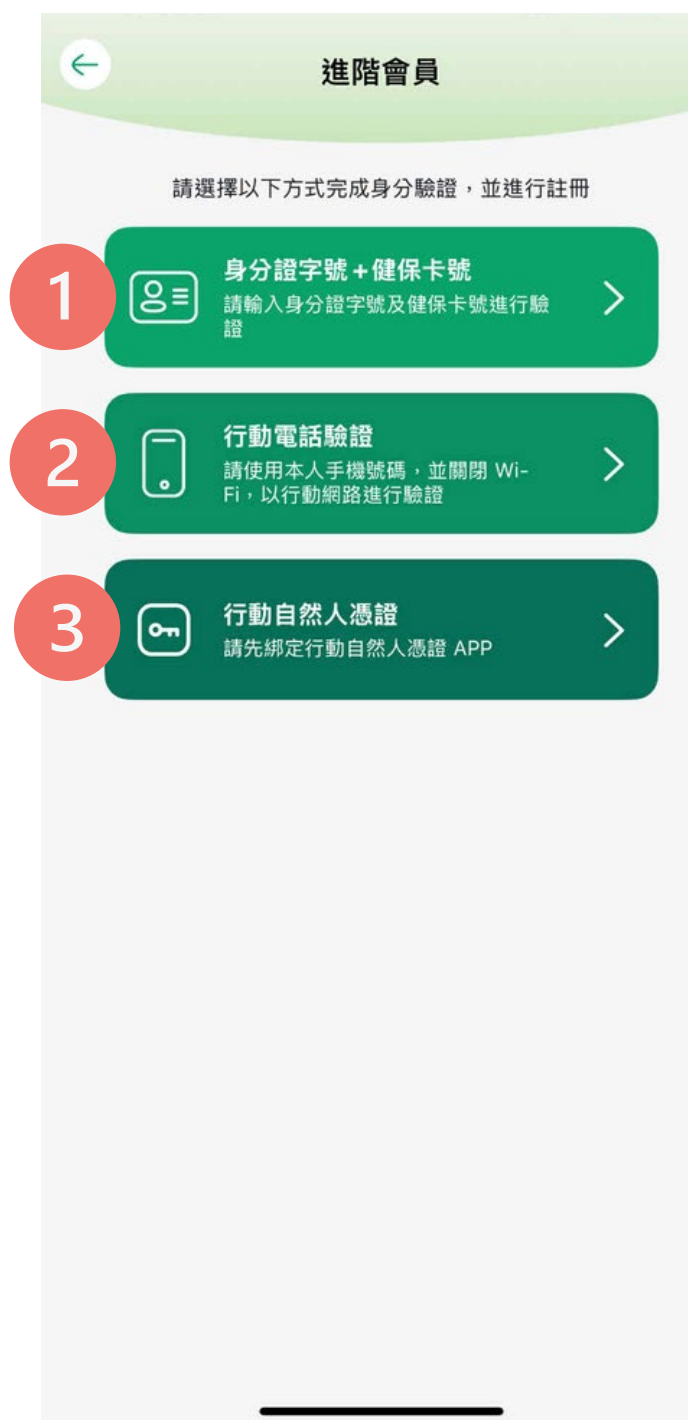 進階會員
請選擇以下方式完成身分驗證，並進行註冊
1
身分證字號+健保卡號
請輸入身分證字號及健保卡號進行驗
證
2
行動電話驗證
請使用本人手機號碼，並關閉 Wi-
Fi，以行動網路進行驗證
3
行動自然人憑證
請先綁定行動自然人憑證 APP